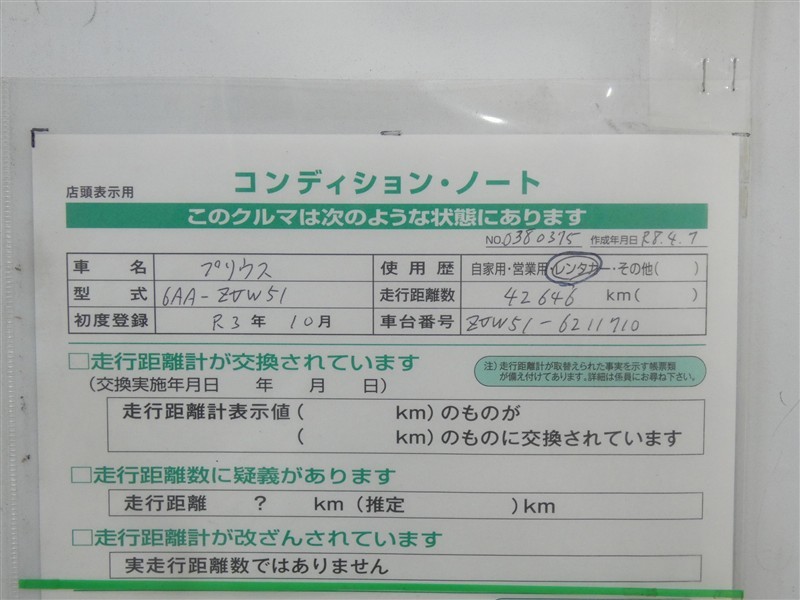 店頭表示用
コンディション・ノート
このクルマは次のような状態にあります
NO.0380375 作成年月日 R8.4.7
車名 プリウス 使用歴 自家用・営業用・レンタカー・その他( )
型式 6AA-ZVW51 走行距離数 42646 km( )
初度登録 R3年 10月 車台番号 ZVW51-6211710
□走行距離計が交換されています
(交換実施年月日 年 月 日)
注)走行距離計が取替えられた事実を示す帳票類
が備え付けてあります。詳細は係員にお尋ね下さい。
走行距離計表示値( km)のものが
( km)のものに交換されています
□走行距離数に疑義があります
走行距離 ? km (推定 )km
□走行距離計が改ざんされています
実走行距離数ではありません